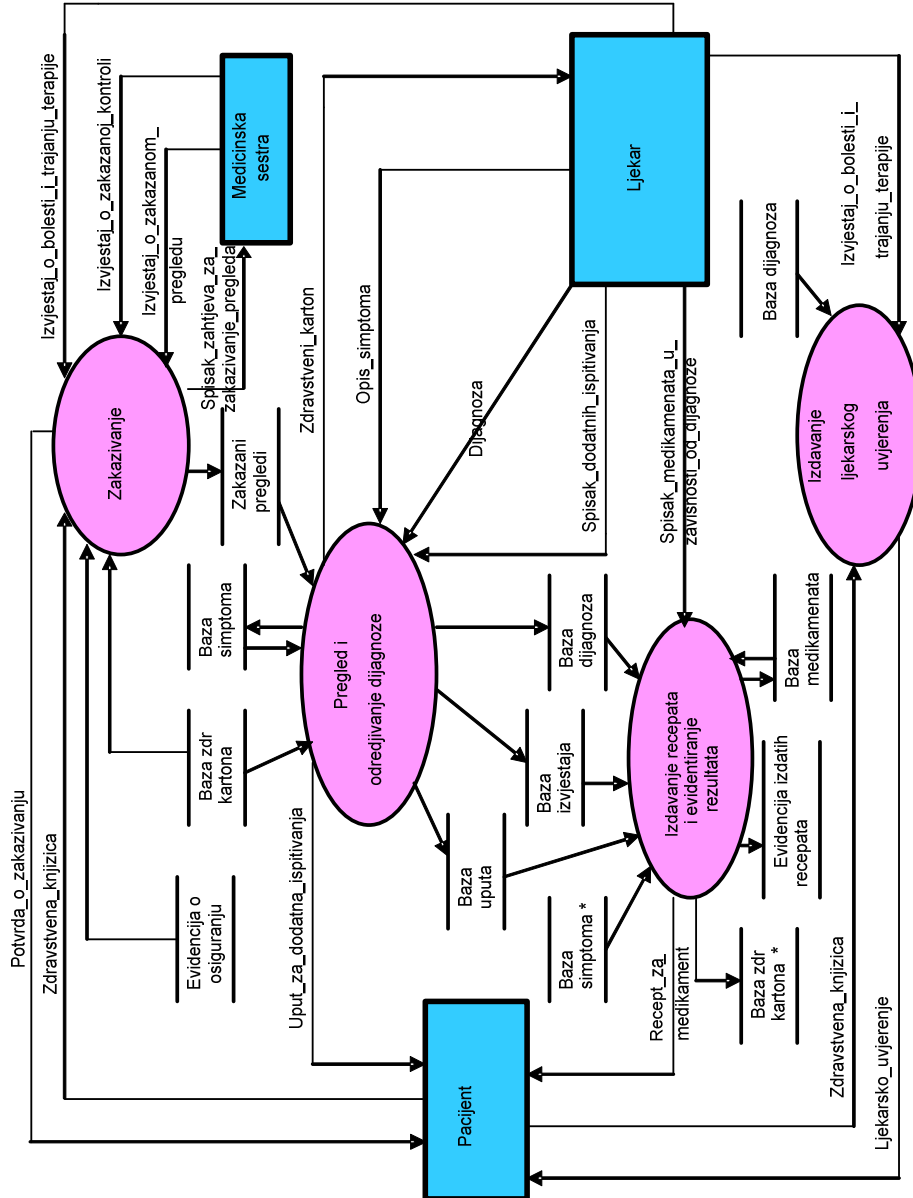 Potvrda_o_zakazivanju
Zdravstvena_knjizica
Evidencija o
osiguranju
Baza zdr
kartona
Baza
simptoma
Zakazani
pregledi
Zakazivanje
Izvjestaj_o_bolesti_i_trajanju_terapije
Izvjestaj_o_zakazanoj_kontroli
Izvjestaj_o_zakazanom_
pregledu
Spisak_zahtjeva_za_
zakazivanje_pregleda
Medicinska
sestra
Uput_za_dodatna_ispitivanja
Pregled i
odredjivanje dijagnoze
Zdravstveni_karton
Opis_simptoma
Dijagnoza
Spisak_dodatnih_ispitivanja
Spisak_medikamenata_u_
zavisnosti_od_dijagnoze
Ljekar
Pacijent
Baza
uputa
Baza
izvjestaja
Baza
dijagnoza
Baza
simptoma *
Recept_za_
medikament
Izdavanje recepata
i evidentiranje
rezultata
Baza zdr
kartona *
Evidencija izdatih
recepata
Baza
medikamenata
Baza dijagnoza
Izvjestaj_o_bolesti_i_
trajanju_terapije
Izdavanje
ljekarskog
uvjerenja
Zdravstvena_knjizica
Ljekarsko_uvjerenje